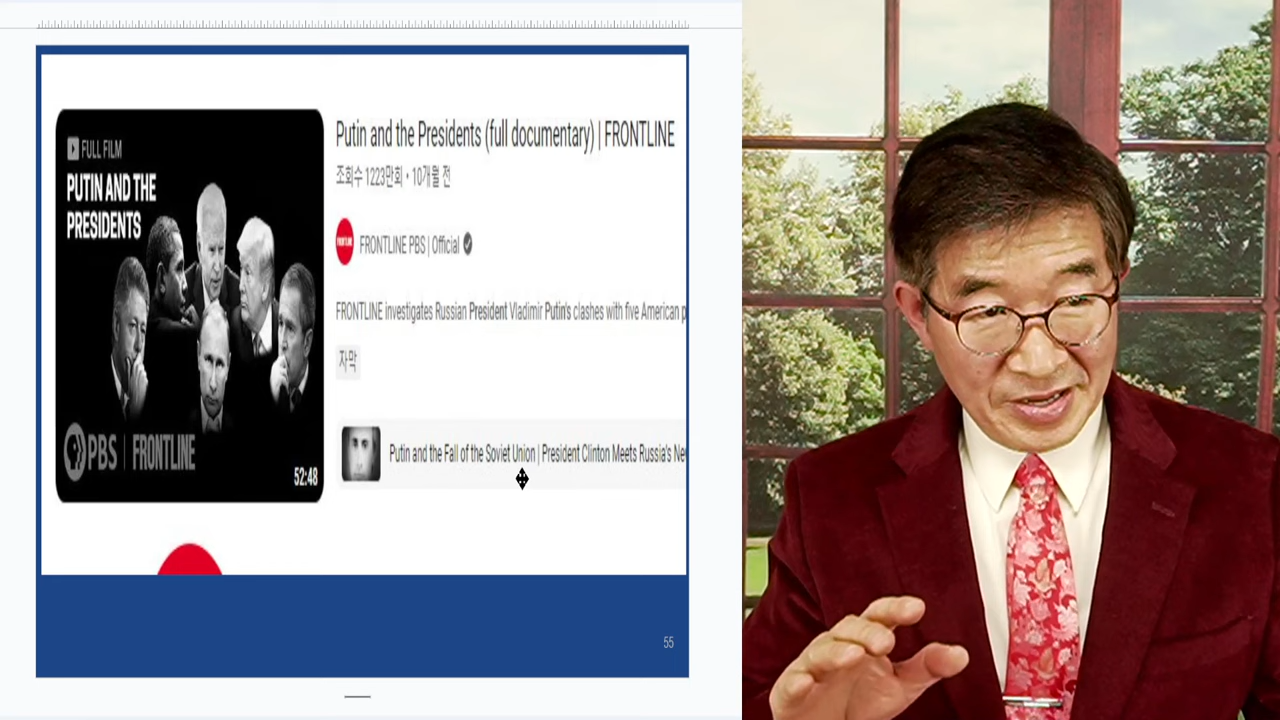 FULL FILM
PUTIN AND THE
PRESIDENTS
PBS | FRONTLINE
52:48
Putin and the Presidents (full documentary) | FRONTLINE
조회수 1223만회 • 10개월 전
FRONTLINE
FRONTLINE PBS | Official
FRONTLINE investigates Russian President Vladimir Putin's clashes with five American p
자막
Putin and the Fall of the Soviet Union | President Clinton Meets Russia's Ne
55